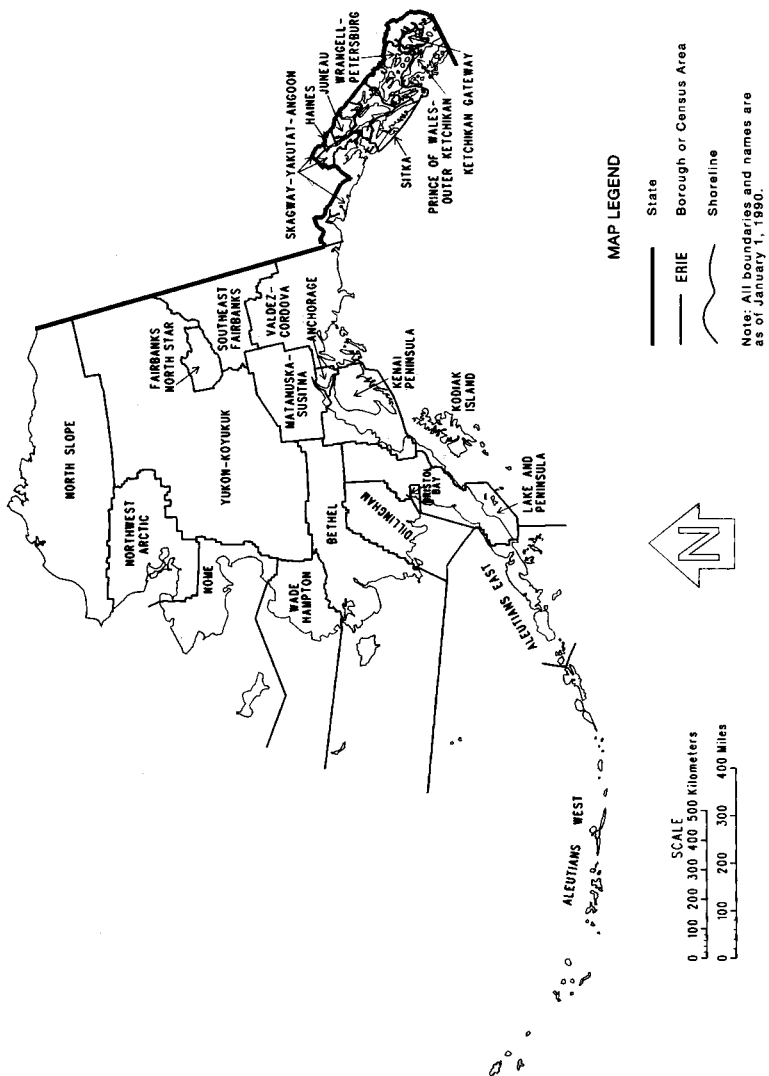 NORTH SLOPE
NORTHWEST
ARCTIC
NOME
YUKON-KOYUKUK
FAIRBANKS
NORTH STAR
SOUTHEAST
FAIRBANKS
WADE
HAMPTON
BETHEL
MATANUSKA-
SUSITNA
VALDEZ-
CORDOVA
ANCHORAGE
DILLINGHAM
BRISTOL
BAY
KENAI
PENINSULA
KODIAK
ISLAND
LAKE AND
PENINSULA
ALEUTIANS EAST
ALEUTIANS WEST
SKAGWAY-YAKUTAT-ANGOON
HAINES
JUNEAU
WRANGELL-
PETERSBURG
SITKA
PRINCE OF WALES-
OUTER KETCHIKAN
KETCHIKAN GATEWAY
SCALE
0 100 200 300 400 500 Kilometers
0 100 200 300 400 Miles
N
MAP LEGEND
State
ERIE Borough or Census Area
Shoreline
Note: All boundaries and names are
as of January 1, 1990.